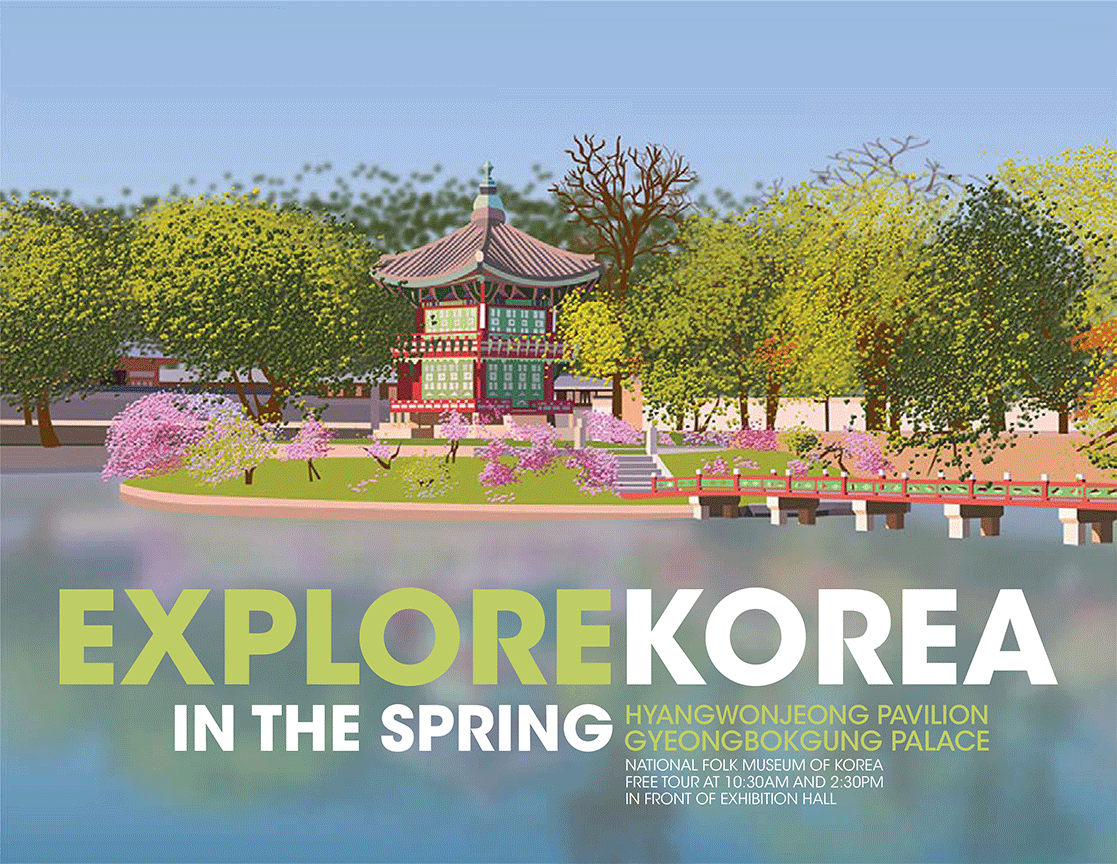 EXPLOREKOREA
IN THE SPRING
HYANGWONJEONG PAVILION
GYEONGBOKGUNG PALACE
NATIONAL FOLK MUSEUM OF KOREA
FREE TOUR AT 10:30AM AND 2:30PM
IN FRONT OF EXHIBITION HALL